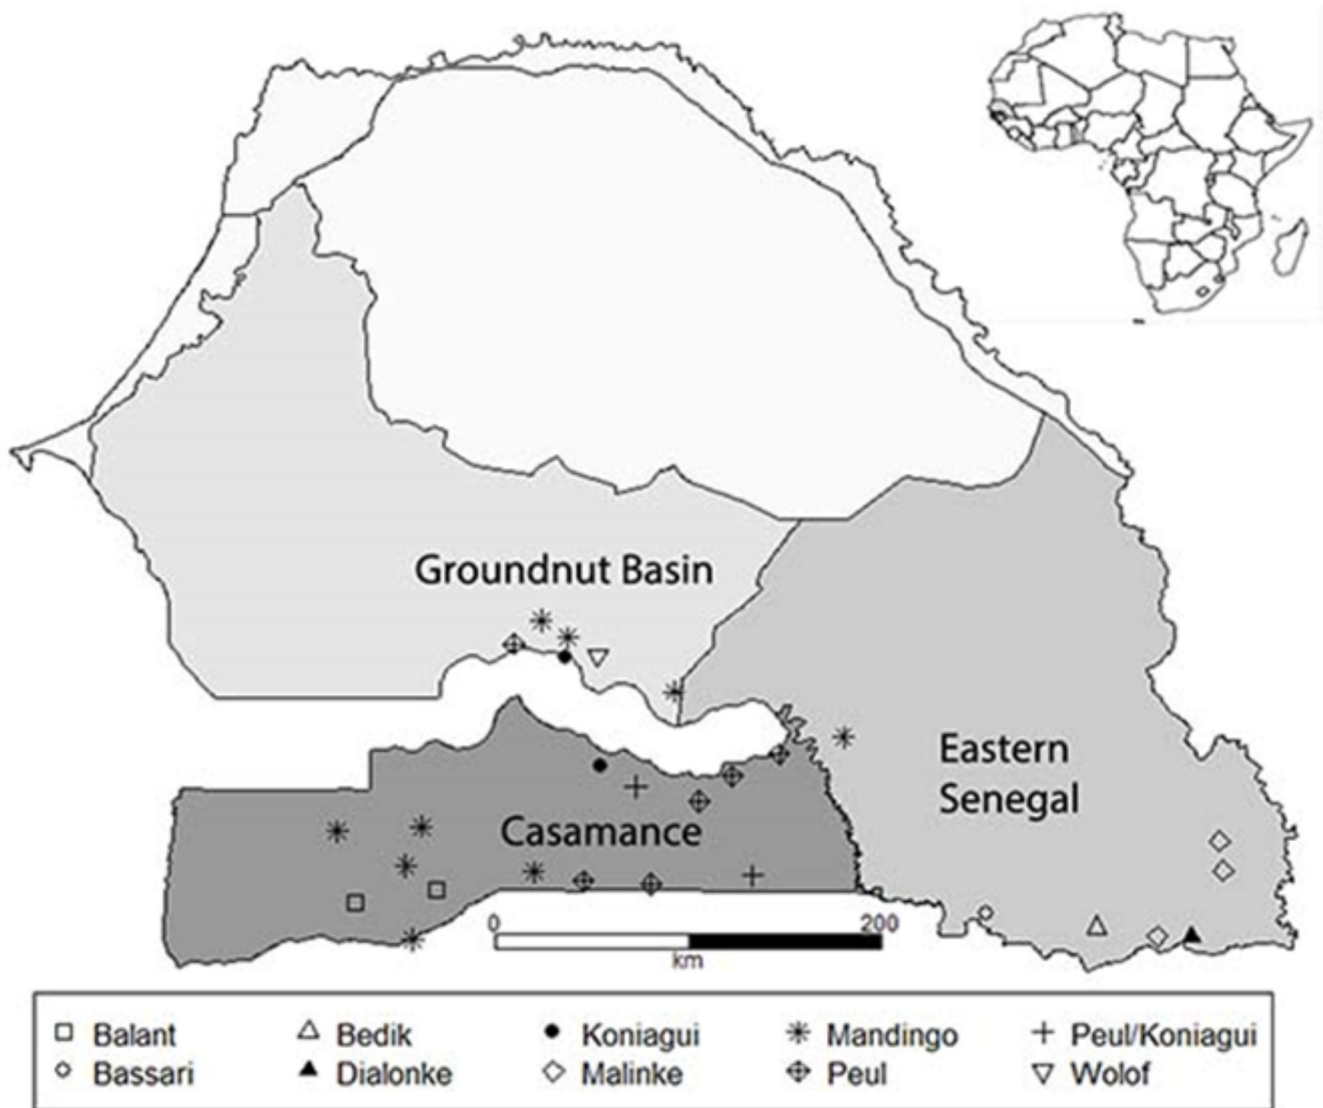 Groundnut Basin
Eastern
Senegal
Casamance
0 200
km
Balant Bedik Koniagui Mandingo Peul/Koniagui
Bassari Dialonke Malinke Peul Wolof